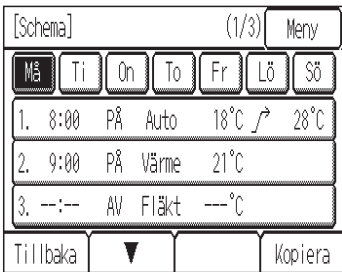 [Schema] (1/3) Meny
Må Ti On To Fr Lö Sö
1. 8:00 PÅ Auto 18°C 28°C
2. 9:00 PÅ Värme 21°C
3. --:-- AV Fläkt ---°C
Tillbaka ▼ Kopiera